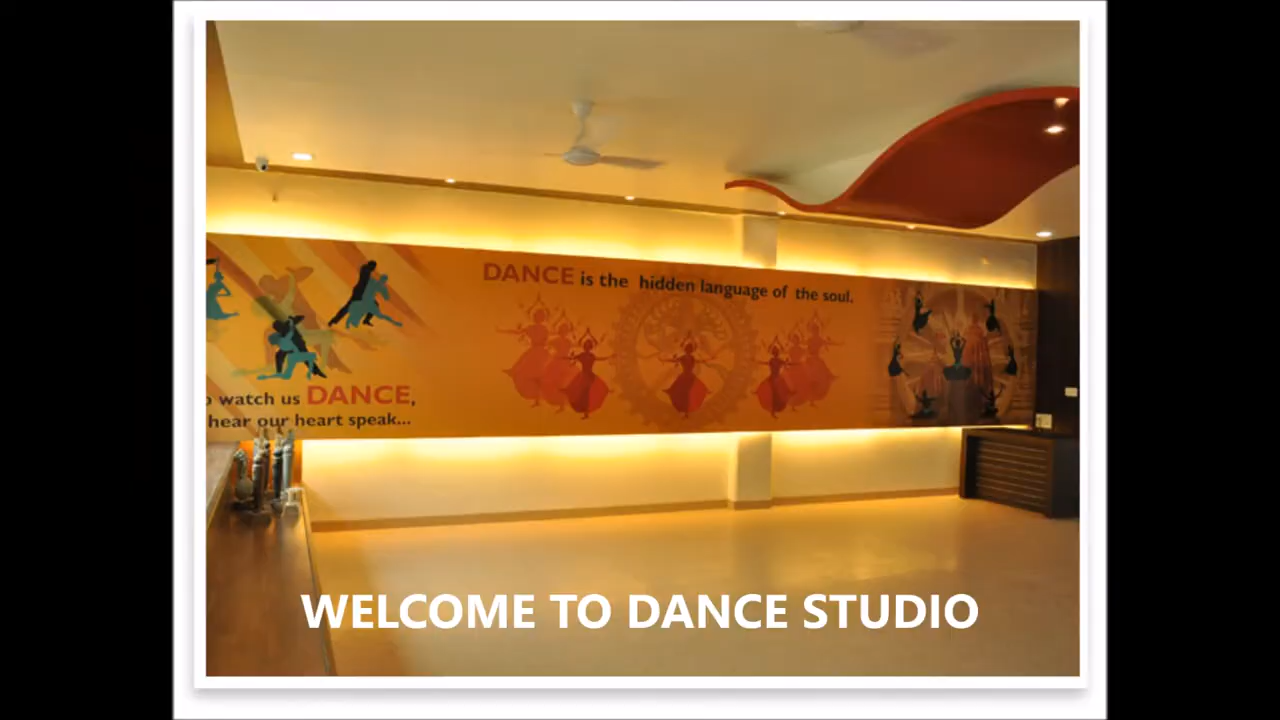 DANCE is the hidden language of the soul.
watch us DANCE,
hear our heart speak...
WELCOME TO DANCE STUDIO